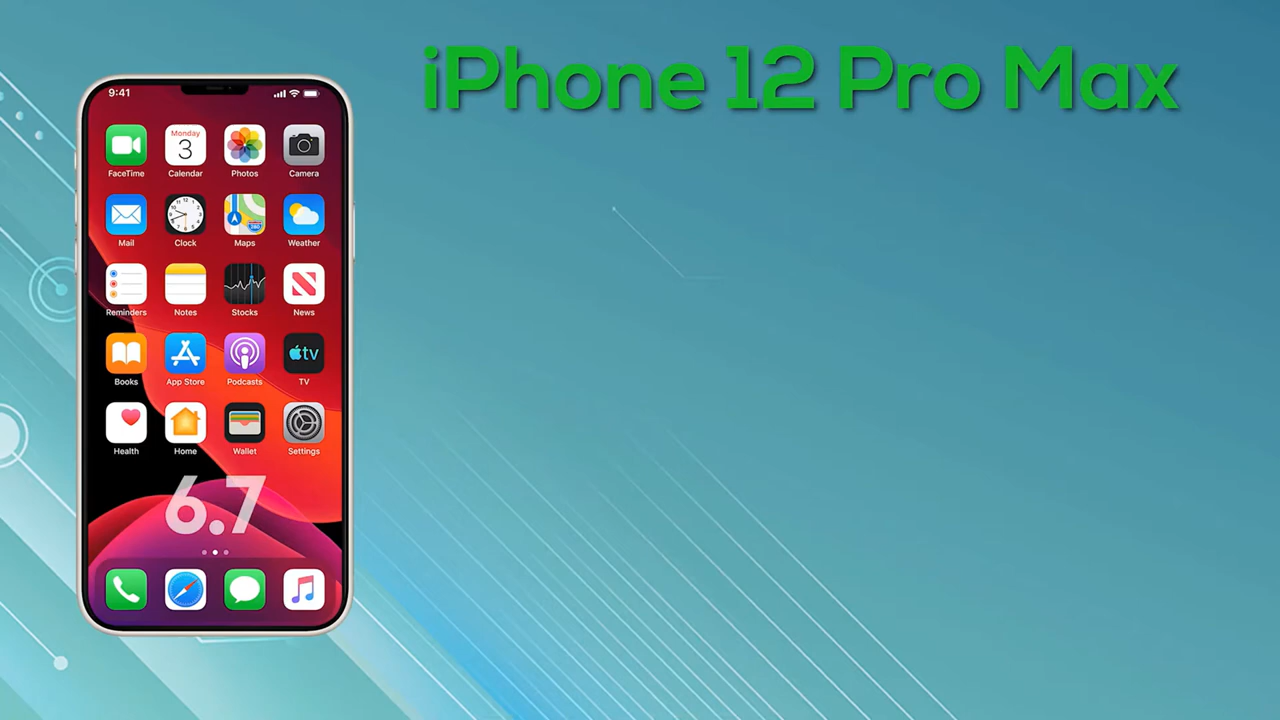 iPhone 12 Pro Max
9:41
Monday
3
FaceTime Calendar Photos Camera
Mail Clock Maps Weather
Reminders Notes Stocks News
tv
Books App Store Podcasts TV
Health Home Wallet Settings
6.7